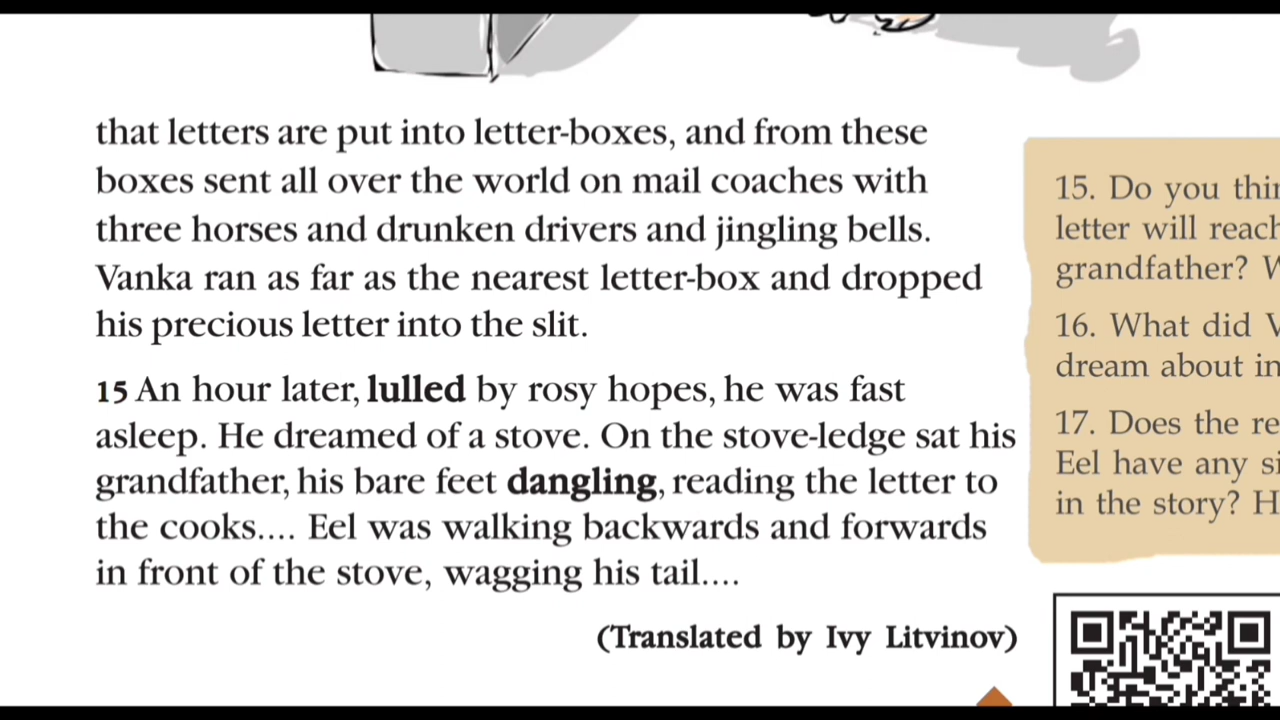 that letters are put into letter-boxes, and from these
boxes sent all over the world on mail coaches with
three horses and drunken drivers and jingling bells.
Vanka ran as far as the nearest letter-box and dropped
his precious letter into the slit.
15 An hour later, lulled by rosy hopes, he was fast
asleep. He dreamed of a stove. On the stove-ledge sat his
grandfather, his bare feet dangling, reading the letter to
the cooks.... Eel was walking backwards and forwards
in front of the stove, wagging his tail....
(Translated by Ivy Litvinov)
15. Do you
letter will
grandfather?
16. What did
dream about
17. Does the
Eel have any
in the story?